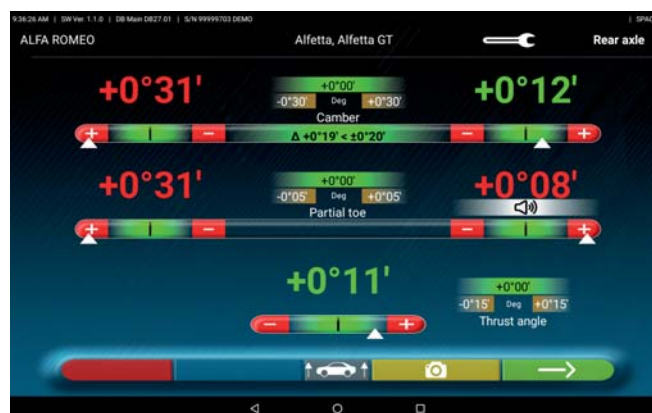 9:36:26 AM | SW Ver. 1.1.0 | DB Main DB27.01 | S/N 99999703 DEMO | SPA
ALFA ROMEO Alfetta, Alfetta GT Rear axle
+0°31' +0°00' +0°12'
-0°30' Deg +0°30'
Camber
+ − Δ +0°19' < ±0°20' − +
+0°31' +0°00' +0°08'
-0°05' Deg +0°05'
Partial toe
+ − − +
+0°11' +0°00'
-0°15' Deg +0°15'
− + Thrust angle